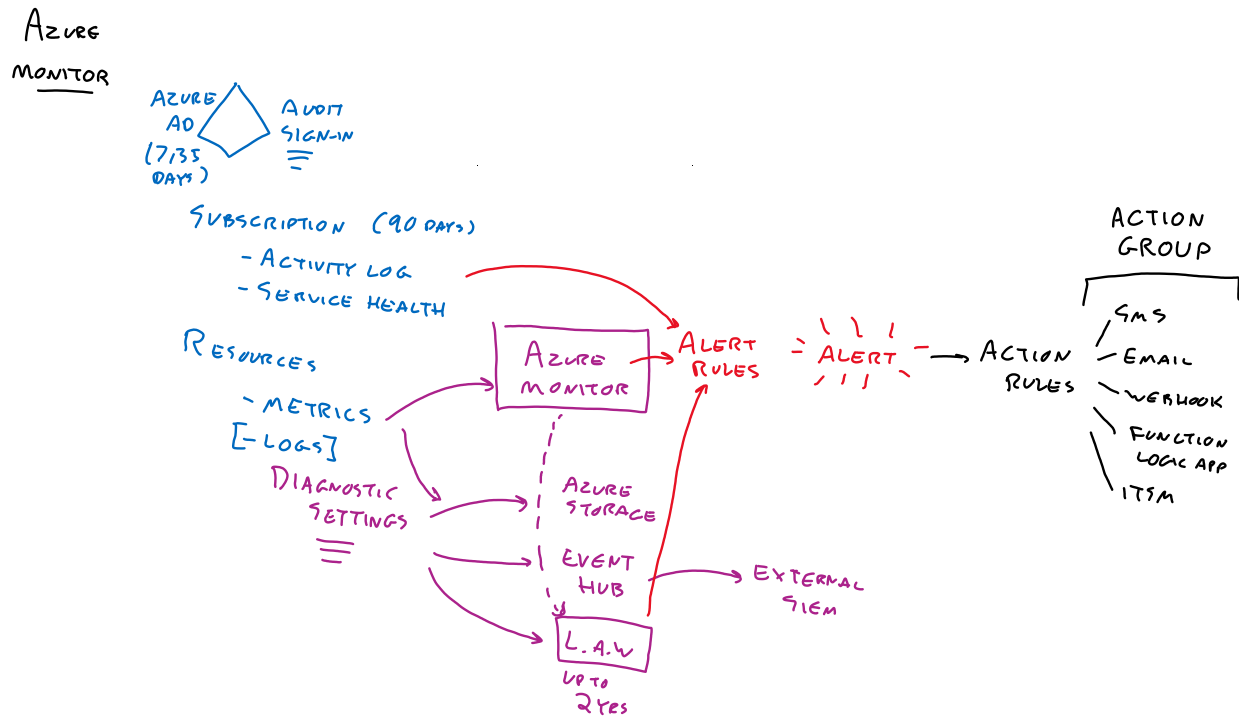 AZURE
MONITOR
AZURE
AD
(7,35
DAYS)
AUDIT
SIGN-IN
SUBSCRIPTION (90 DAYS)
- ACTIVITY LOG
- SERVICE HEALTH
RESOURCES
- METRICS
[-LOGS]
DIAGNOSTIC
SETTINGS
AZURE
MONITOR
AZURE
STORAGE
EVENT
HUB
L.A.W
UP TO
2 YRS
EXTERNAL
SIEM
ALERT
RULES
ALERT
ACTION
RULES
ACTION
GROUP
SMS
EMAIL
WEBHOOK
FUNCTION
LOGIC APP
ITSM